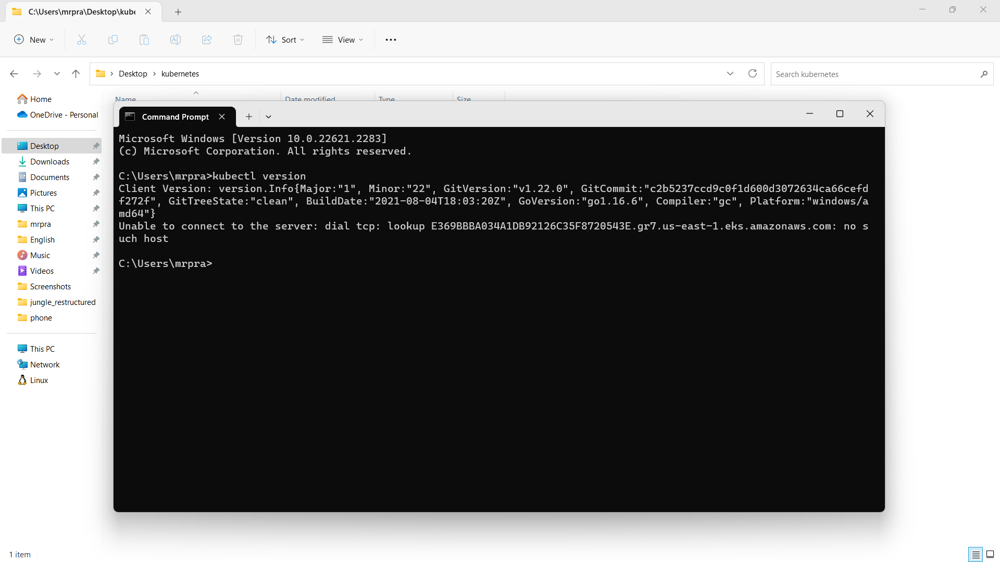 C:\Users\mrpra\Desktop\kube
New
Sort
View
Desktop
kubernetes
Search kubernetes
Home
OneDrive - Personal
Desktop
Downloads
Documents
Pictures
This PC
mrpra
English
Music
Videos
Screenshots
jungle_restructured
phone
This PC
Network
Linux
Name
Date modified
Type
Size
Command Prompt
Microsoft Windows [Version 10.0.22621.2283]
(c) Microsoft Corporation. All rights reserved.
C:\Users\mrpra>kubectl version
Client Version: version.Info{Major:"1", Minor:"22", GitVersion:"v1.22.0", GitCommit:"c2b5237ccd9c0f1d600d3072634ca66cefd
f272f", GitTreeState:"clean", BuildDate:"2021-08-04T18:03:20Z", GoVersion:"go1.16.6", Compiler:"gc", Platform:"windows/a
md64"}
Unable to connect to the server: dial tcp: lookup E369BBBA034A1DB92126C35F8720543E.gr7.us-east-1.eks.amazonaws.com: no s
uch host
C:\Users\mrpra>
1 item